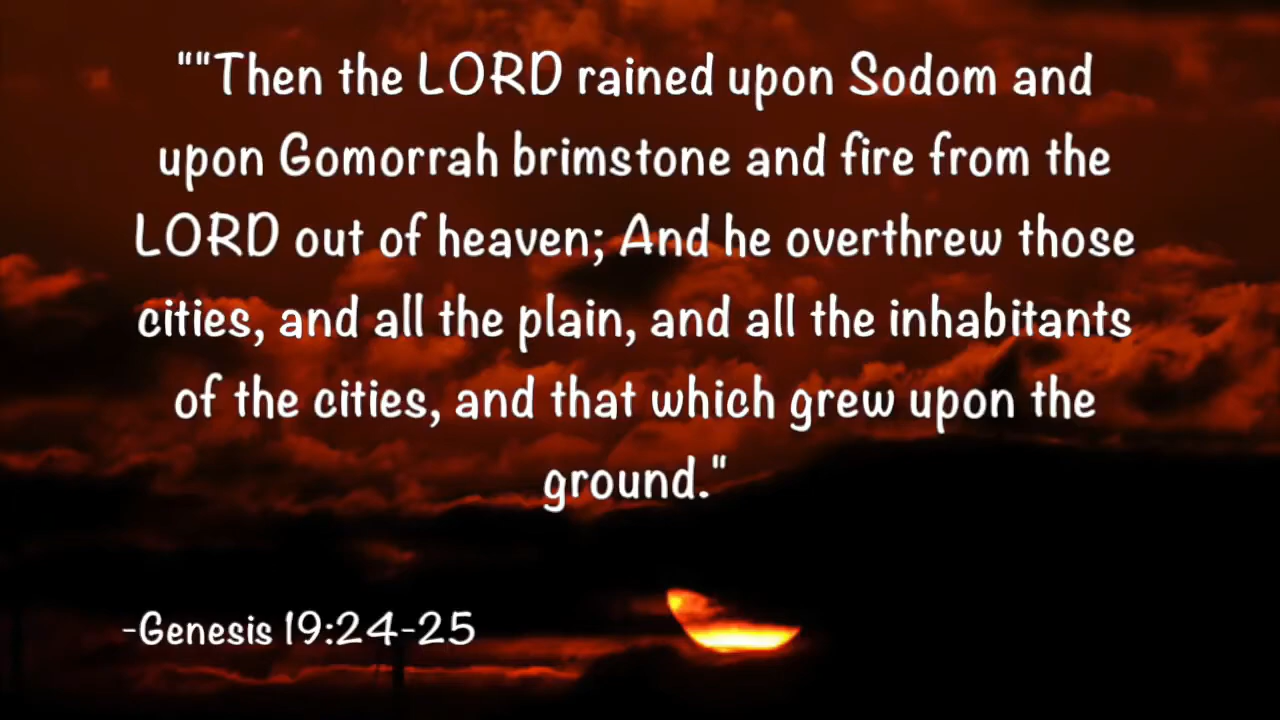 ""Then the LORD rained upon Sodom and
upon Gomorrah brimstone and fire from the
LORD out of heaven; And he overthrew those
cities, and all the plain, and all the inhabitants
of the cities, and that which grew upon the
ground."
-Genesis 19:24-25